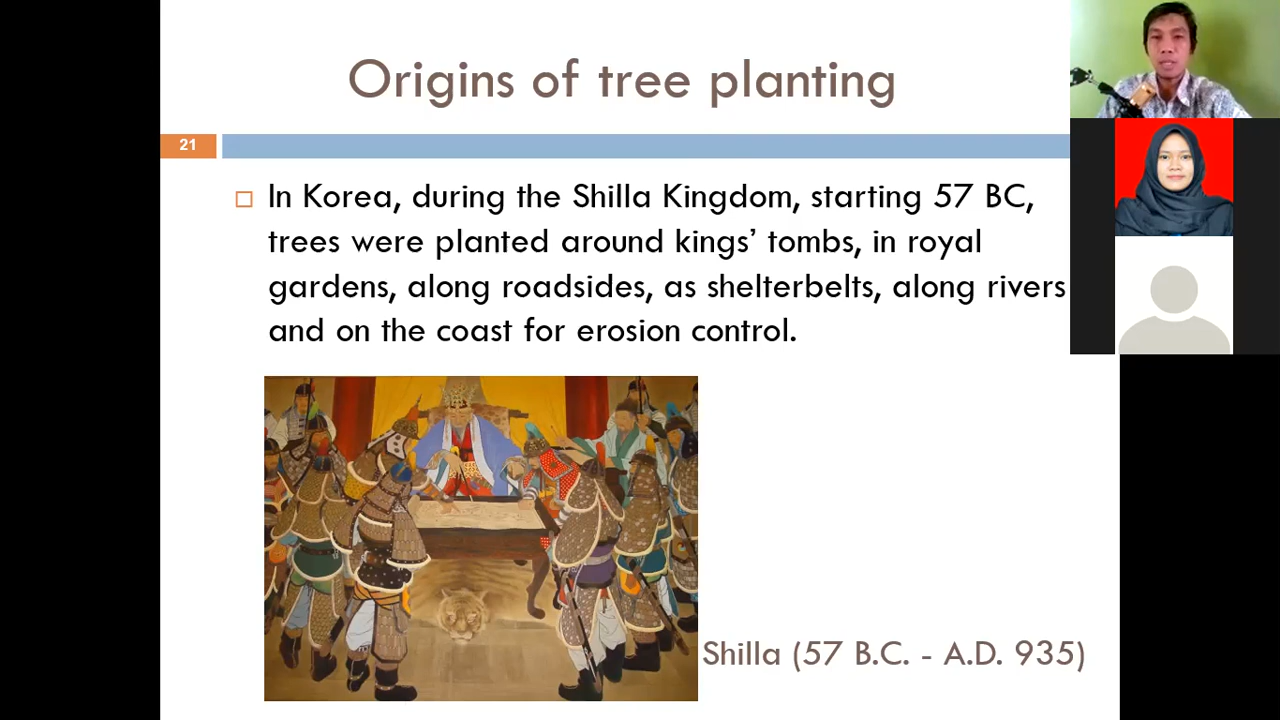 Origins of tree planting
21
In Korea, during the Shilla Kingdom, starting 57 BC,
trees were planted around kings’ tombs, in royal
gardens, along roadsides, as shelterbelts, along rivers
and on the coast for erosion control.
Shilla (57 B.C. - A.D. 935)